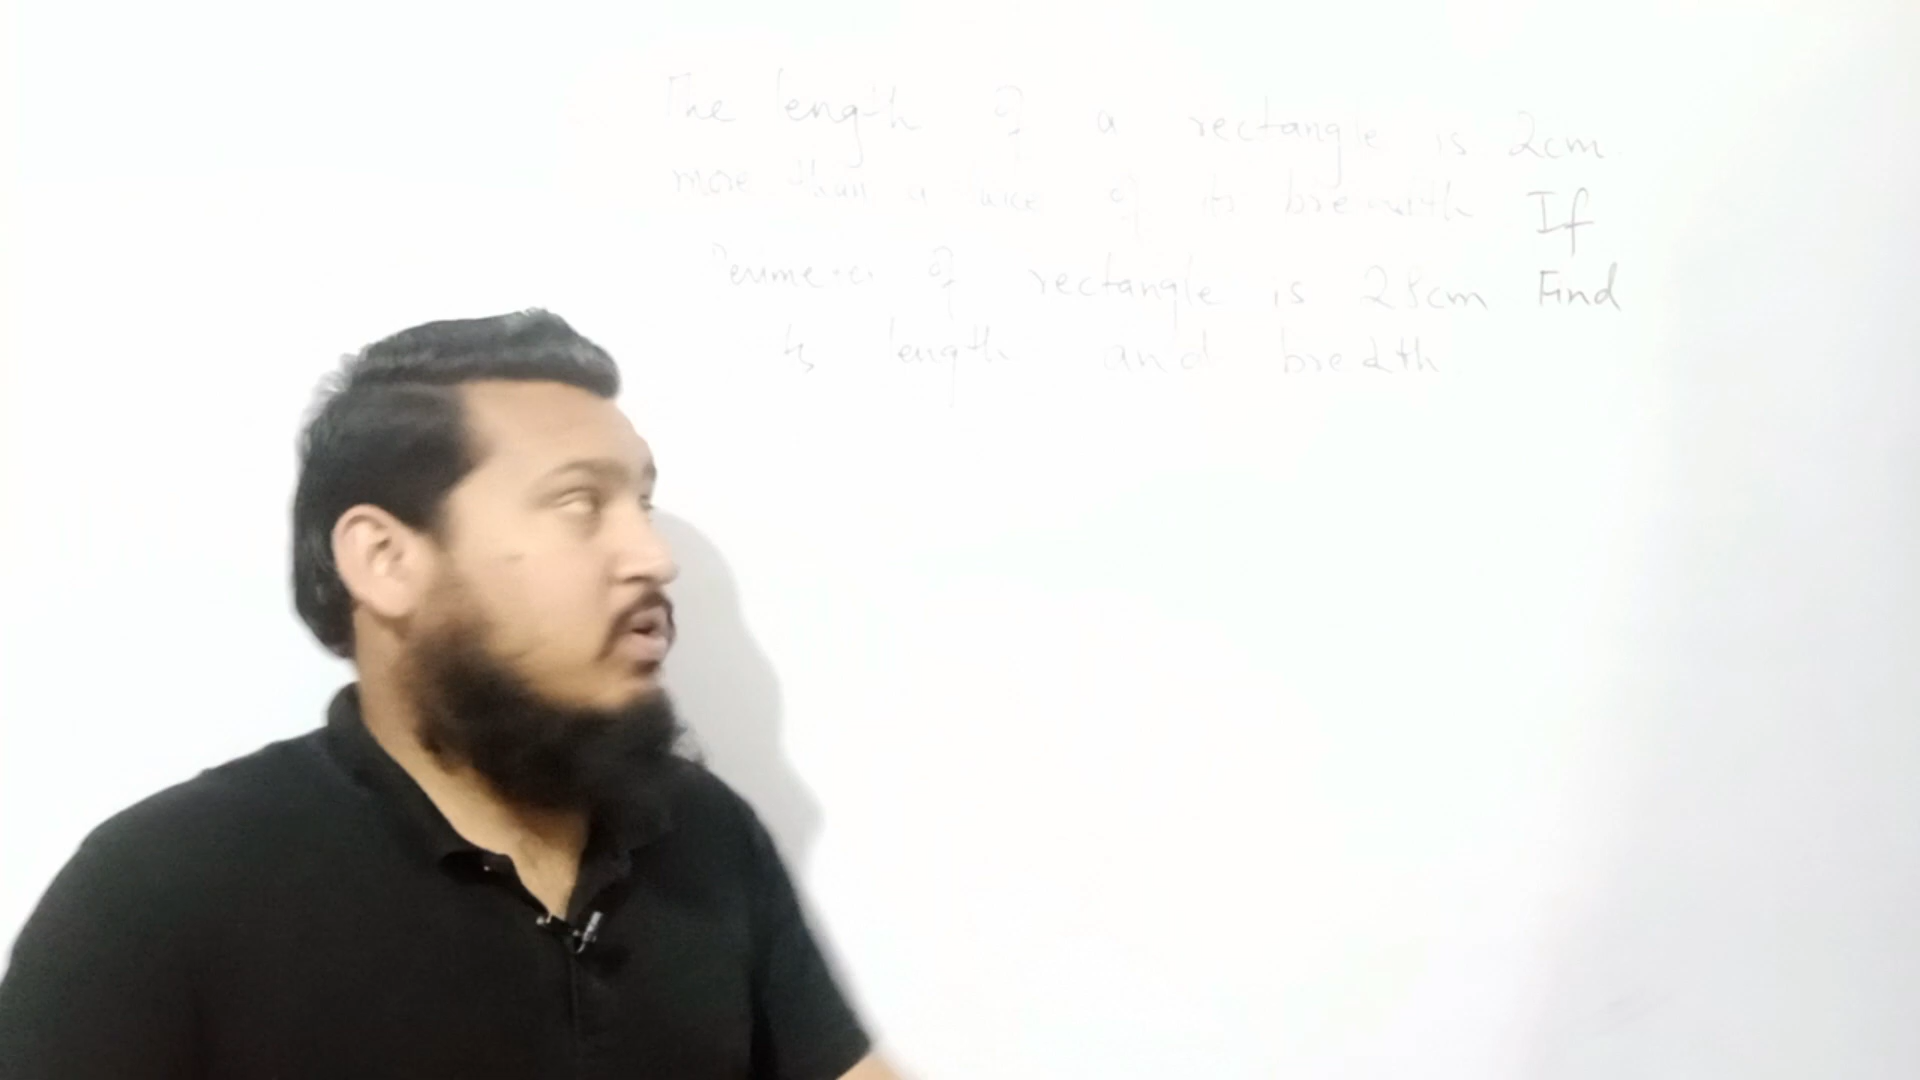 The length of a rectangle is 2cm
more than a twice of its breadth If
Perimeter of rectangle is 28cm Find
its length and bredth